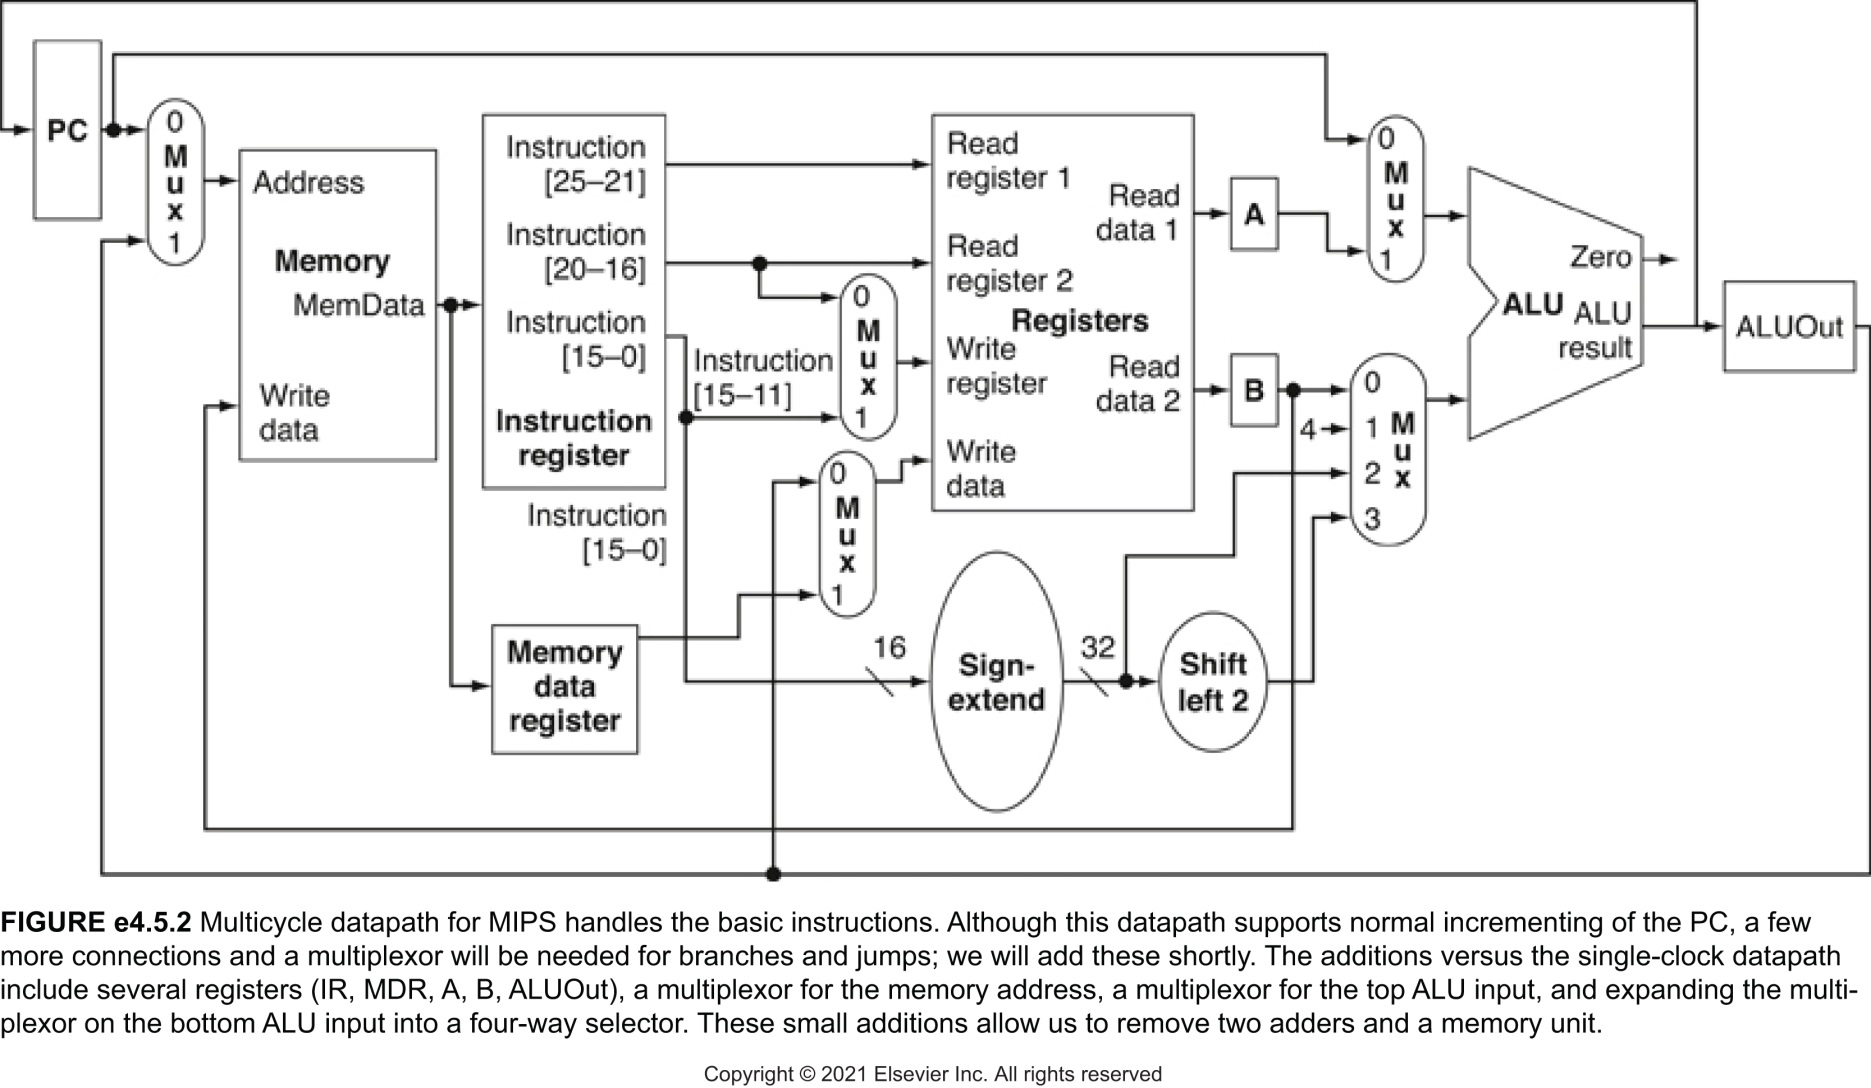 PC
0
M
u
x
1
Address
Memory
MemData
Write
data
Instruction
[25–21]
Instruction
[20–16]
Instruction
[15–0]
Instruction
register
Instruction
[15–0]
Memory
data
register
Instruction
[15–11]
0
M
u
x
1
0
M
u
x
1
Read
register 1
Read
register 2
Registers
Write
register
Write
data
Read
data 1
Read
data 2
16
Sign-
extend
32
Shift
left 2
A
B
4
0
M
u
x
1
0
1
2
3
M
u
x
Zero
ALU
ALU
result
ALUOut
FIGURE e4.5.2 Multicycle datapath for MIPS handles the basic instructions. Although this datapath supports normal incrementing of the PC, a few
more connections and a multiplexor will be needed for branches and jumps; we will add these shortly. The additions versus the single-clock datapath
include several registers (IR, MDR, A, B, ALUOut), a multiplexor for the memory address, a multiplexor for the top ALU input, and expanding the multi-
plexor on the bottom ALU input into a four-way selector. These small additions allow us to remove two adders and a memory unit.
Copyright © 2021 Elsevier Inc. All rights reserved